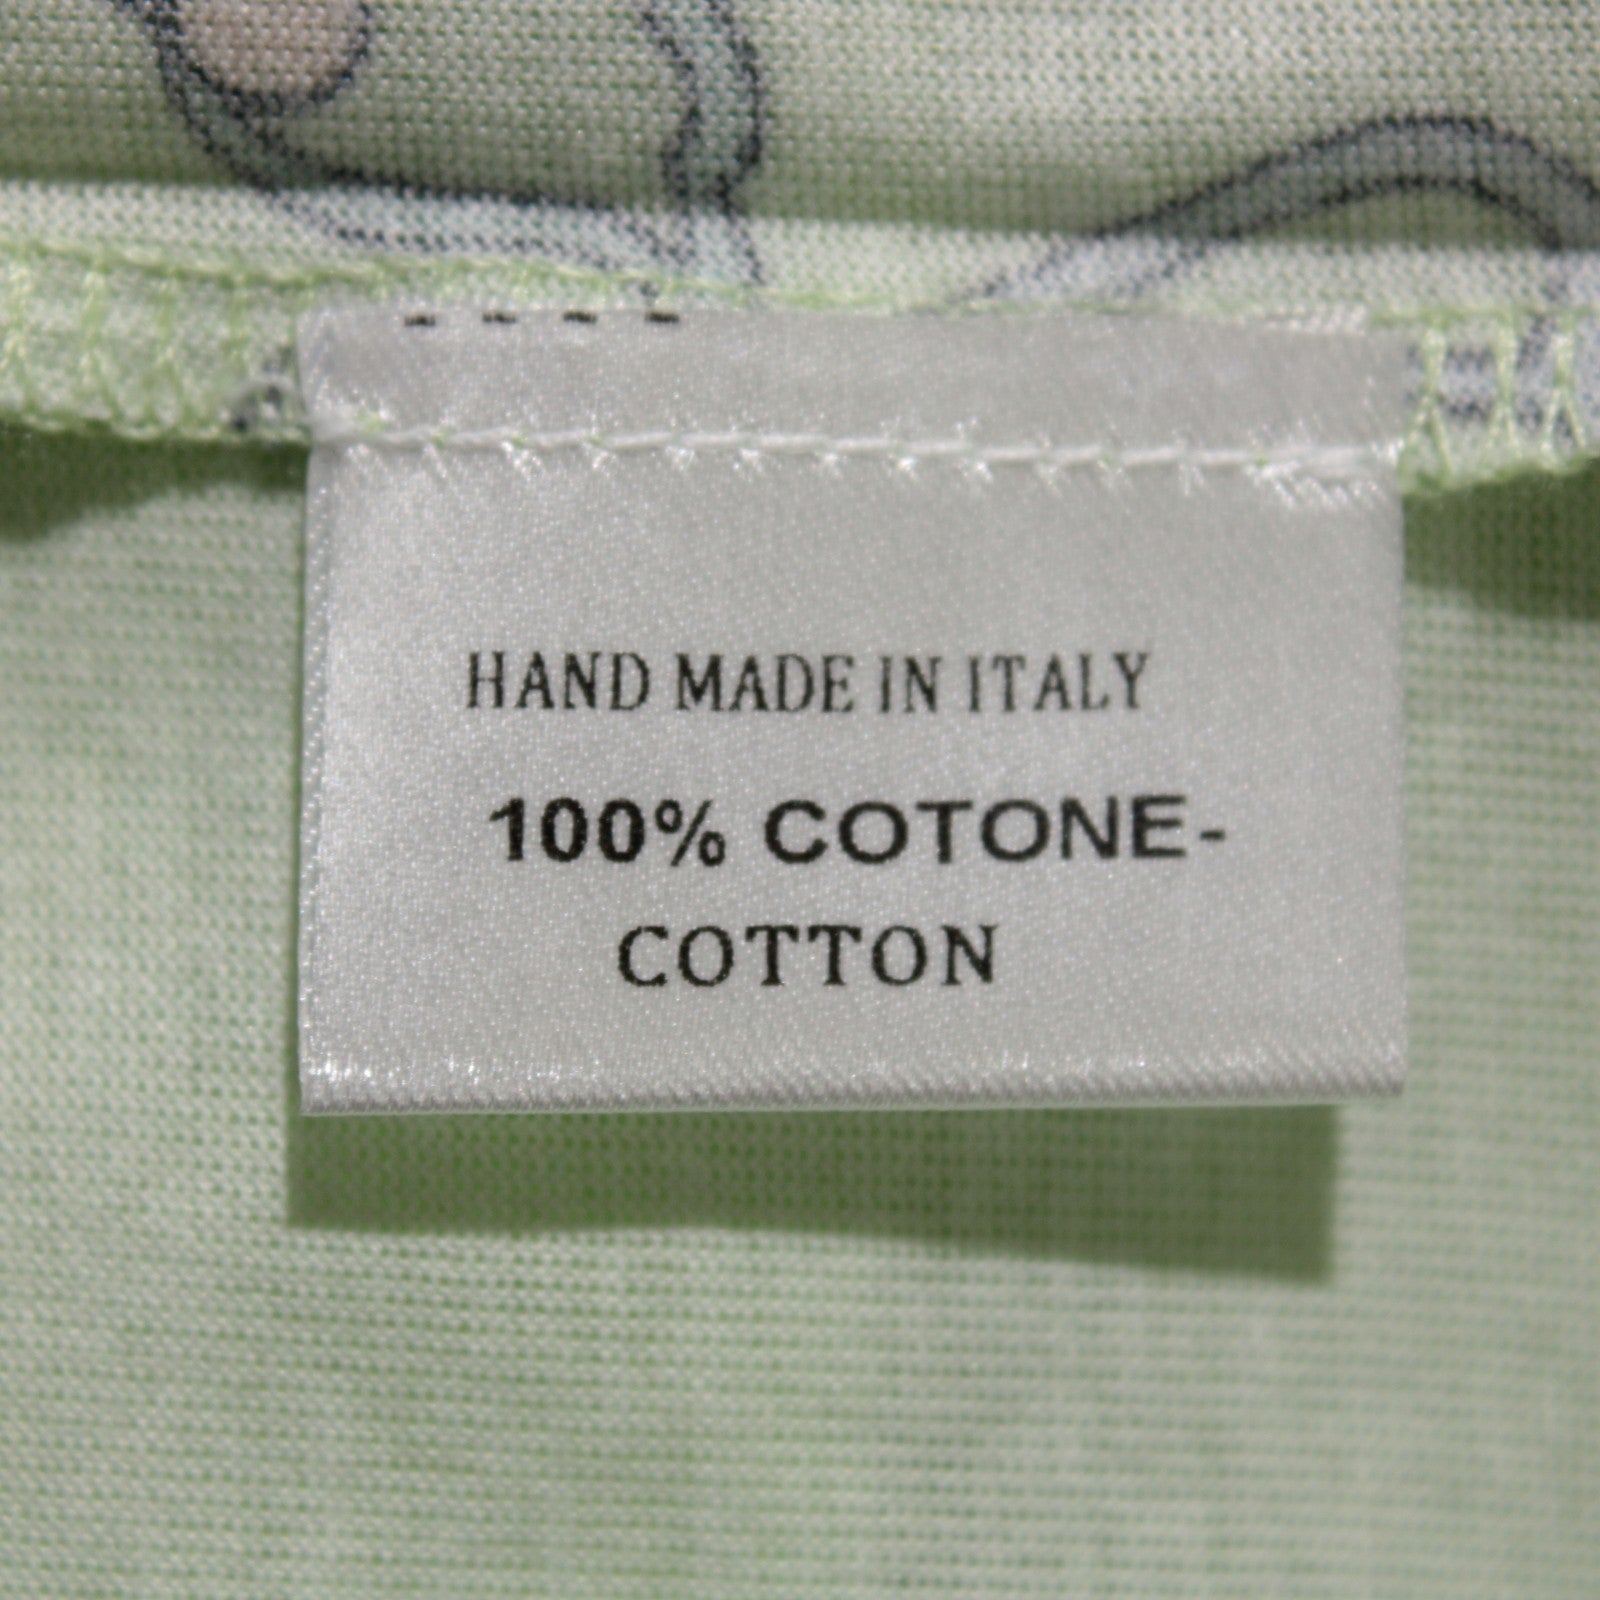 HAND MADE IN ITALY
100% COTONE-
COTTON